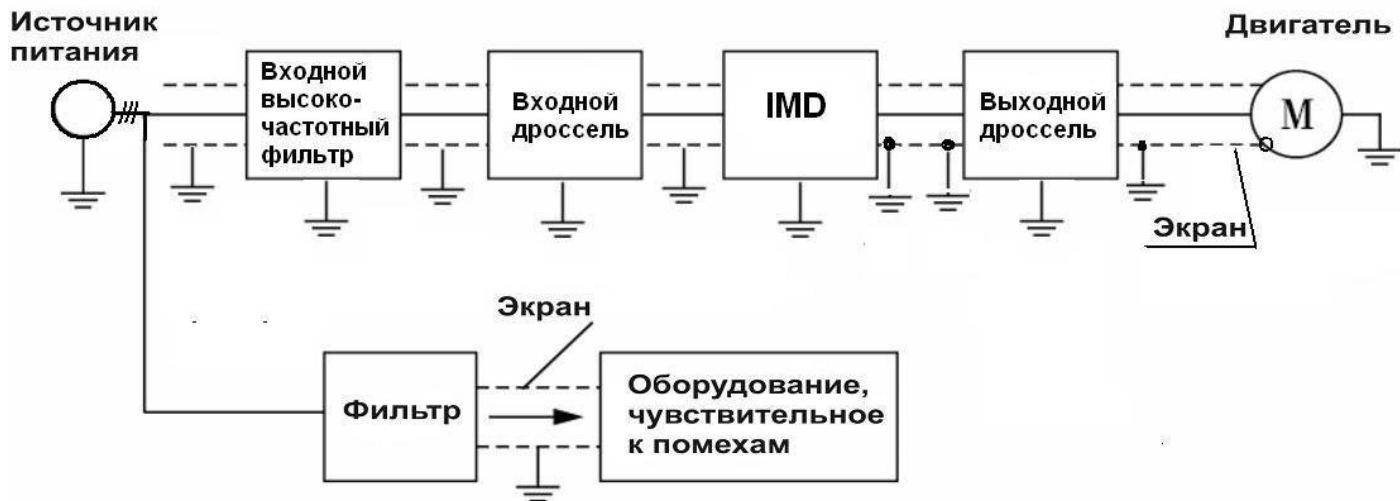 Источник
питания
Двигатель
Входной
высоко-
частотный
фильтр
Входной
дроссель
IMD
Выходной
дроссель
M
Экран
Экран
Фильтр
Оборудование,
чувствительное
к помехам